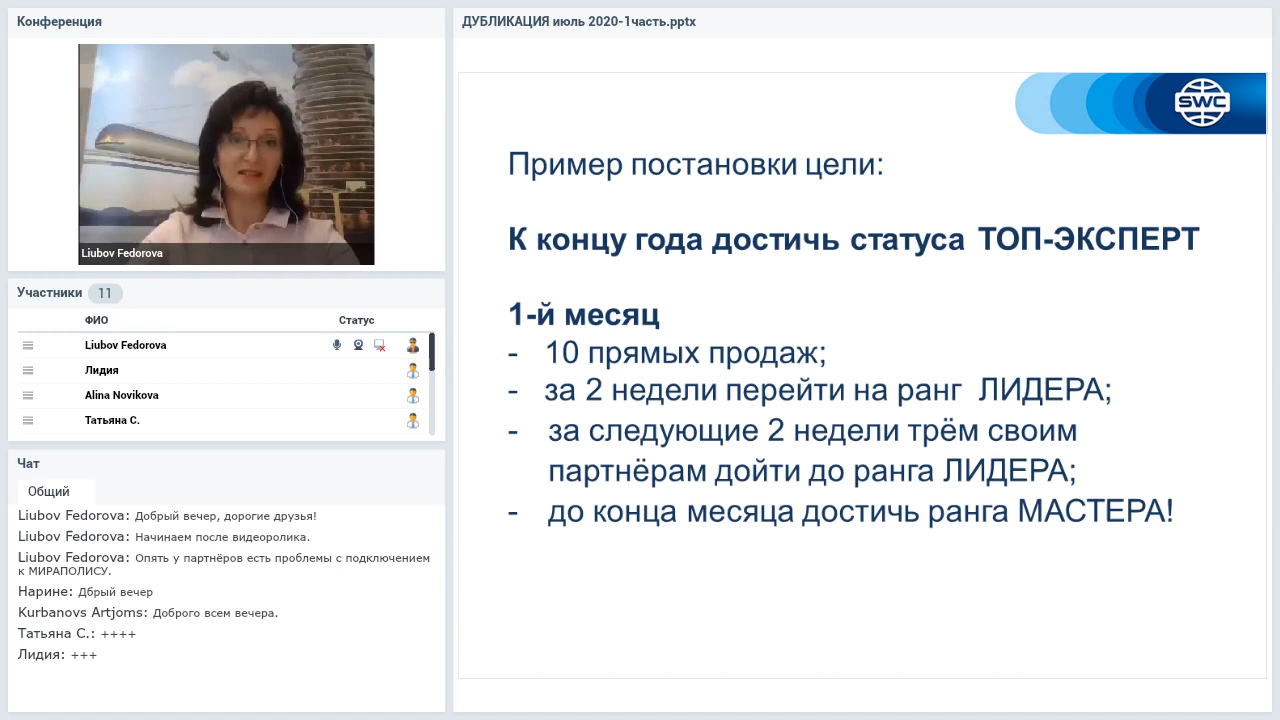 Конференция
Liubov Fedorova
Участники 11
ФИО Статус
Liubov Fedorova
Лидия
Alina Novikova
Татьяна С.
Чат
Общий
Liubov Fedorova: Добрый вечер, дорогие друзья!
Liubov Fedorova: Начинаем после видеоролика.
Liubov Fedorova: Опять у партнёров есть проблемы с подключением
к МИРАПОЛИСУ.
Нарине: Дбрый вечер
Kurbanovs Artjoms: Доброго всем вечера.
Татьяна С.: ++++
Лидия: +++
ДУБЛИКАЦИЯ июль 2020-1часть.pptx
SWC
Пример постановки цели:
К концу года достичь статуса ТОП-ЭКСПЕРТ
1-й месяц
- 10 прямых продаж;
- за 2 недели перейти на ранг ЛИДЕРА;
- за следующие 2 недели трём своим
партнёрам дойти до ранга ЛИДЕРА;
- до конца месяца достичь ранга МАСТЕРА!